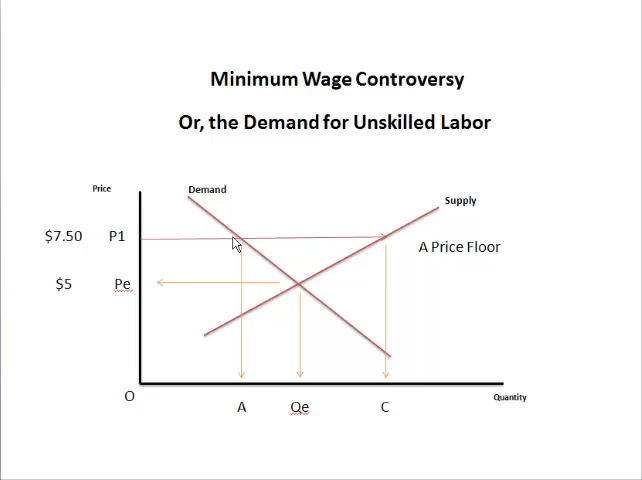 Minimum Wage Controversy
Or, the Demand for Unskilled Labor
Price
Demand
Supply
$7.50 P1
A Price Floor
$5 Pe
O
A Qe C
Quantity